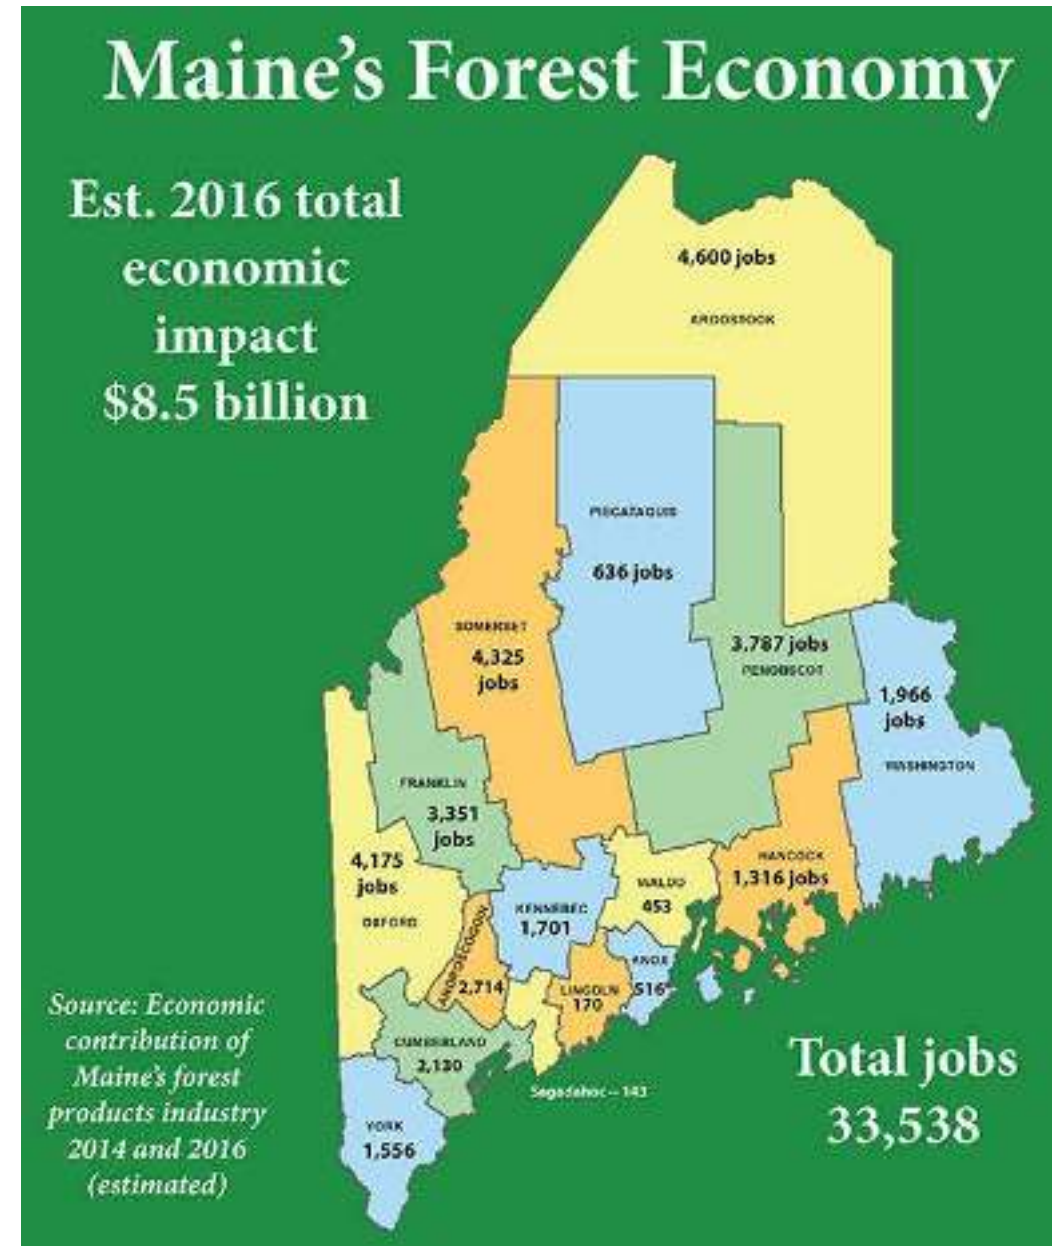 Maine's Forest Economy
Est. 2016 total
economic
impact
$8.5 billion
4,600 jobs
AROOSTOOK
PISCATAQUIS
636 jobs
SOMERSET
4,325
jobs
3,787 jobs
PENOBSCOT
1,966
jobs
WASHINGTON
FRANKLIN
3,351
jobs
4,175
jobs
OXFORD
HANCOCK
1,316 jobs
WALDO
453
KENNEBEC
1,701
ANDROSCOGGIN
2,714
KNOX
516
LINCOLN
170
CUMBERLAND
2,130
Sagadahoc -- 143
YORK
1,556
Source: Economic
contribution of
Maine's forest
products industry
2014 and 2016
(estimated)
Total jobs
33,538